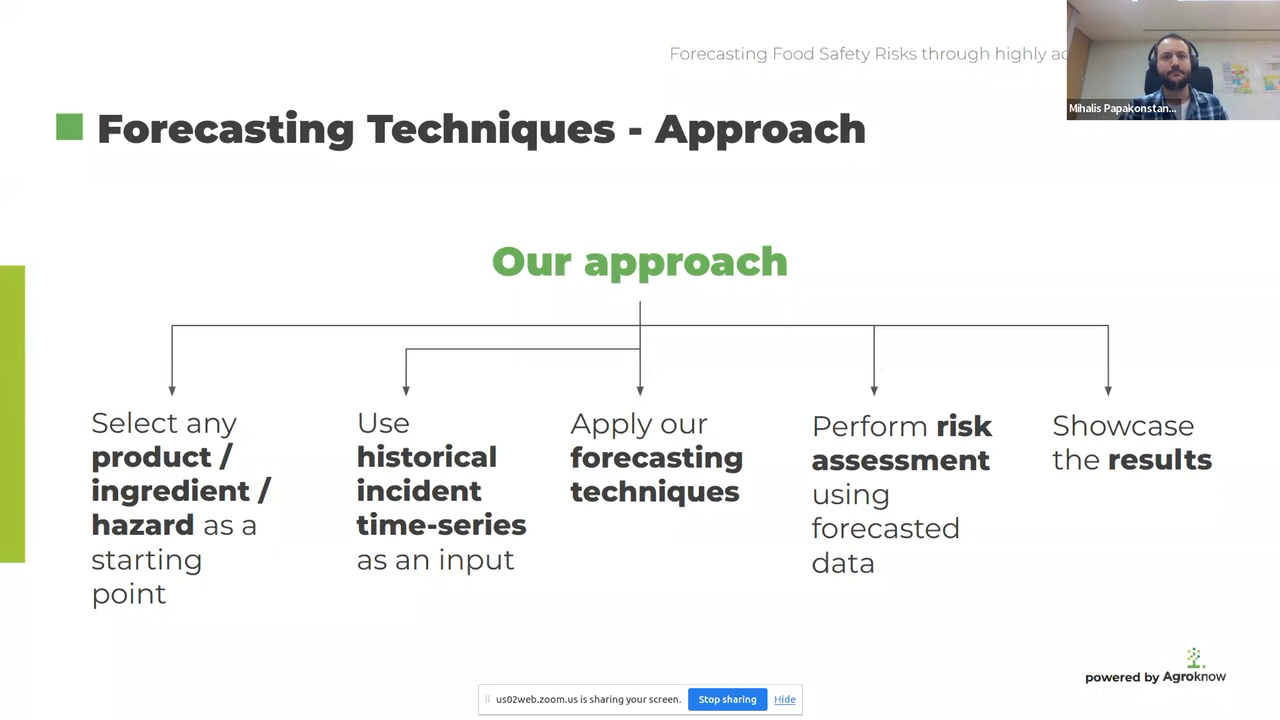 Forecasting Food Safety Risks through highly
Mihalis Papakonstan...
Forecasting Techniques - Approach
Our approach
Select any
product /
ingredient /
hazard as a
starting
point
Use
historical
incident
time-series
as an input
Apply our
forecasting
techniques
Perform risk
assessment
using
forecasted
data
Showcase
the results
powered by Agroknow
us02web.zoom.us is sharing your screen.
Stop sharing
Hide